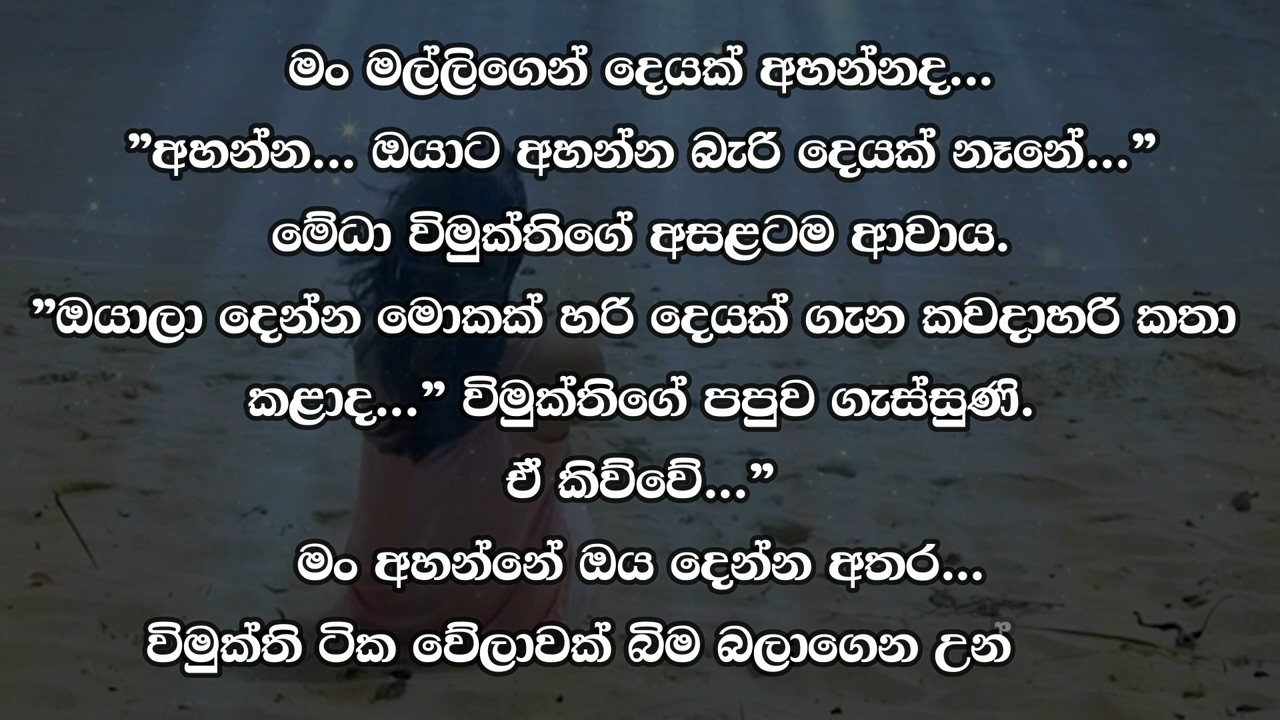 මං මල්ලිගෙන් දෙයක් අහන්නද...
”අහන්න... ඔයාට අහන්න බැරි දෙයක් නෑනේ...”
මේධා විමුක්තිගේ අසළටම ආවාය.
”ඔයාලා දෙන්න මොකක් හරි දෙයක් ගැන කවදාහරි කතා
කළාද...” විමුක්තිගේ පපුව ගැස්සුණි.
ඒ කිව්වේ...”
මං අහන්නේ ඔය දෙන්න අතර...
විමුක්ති ටික වේලාවක් බිම බලාගෙන උන්